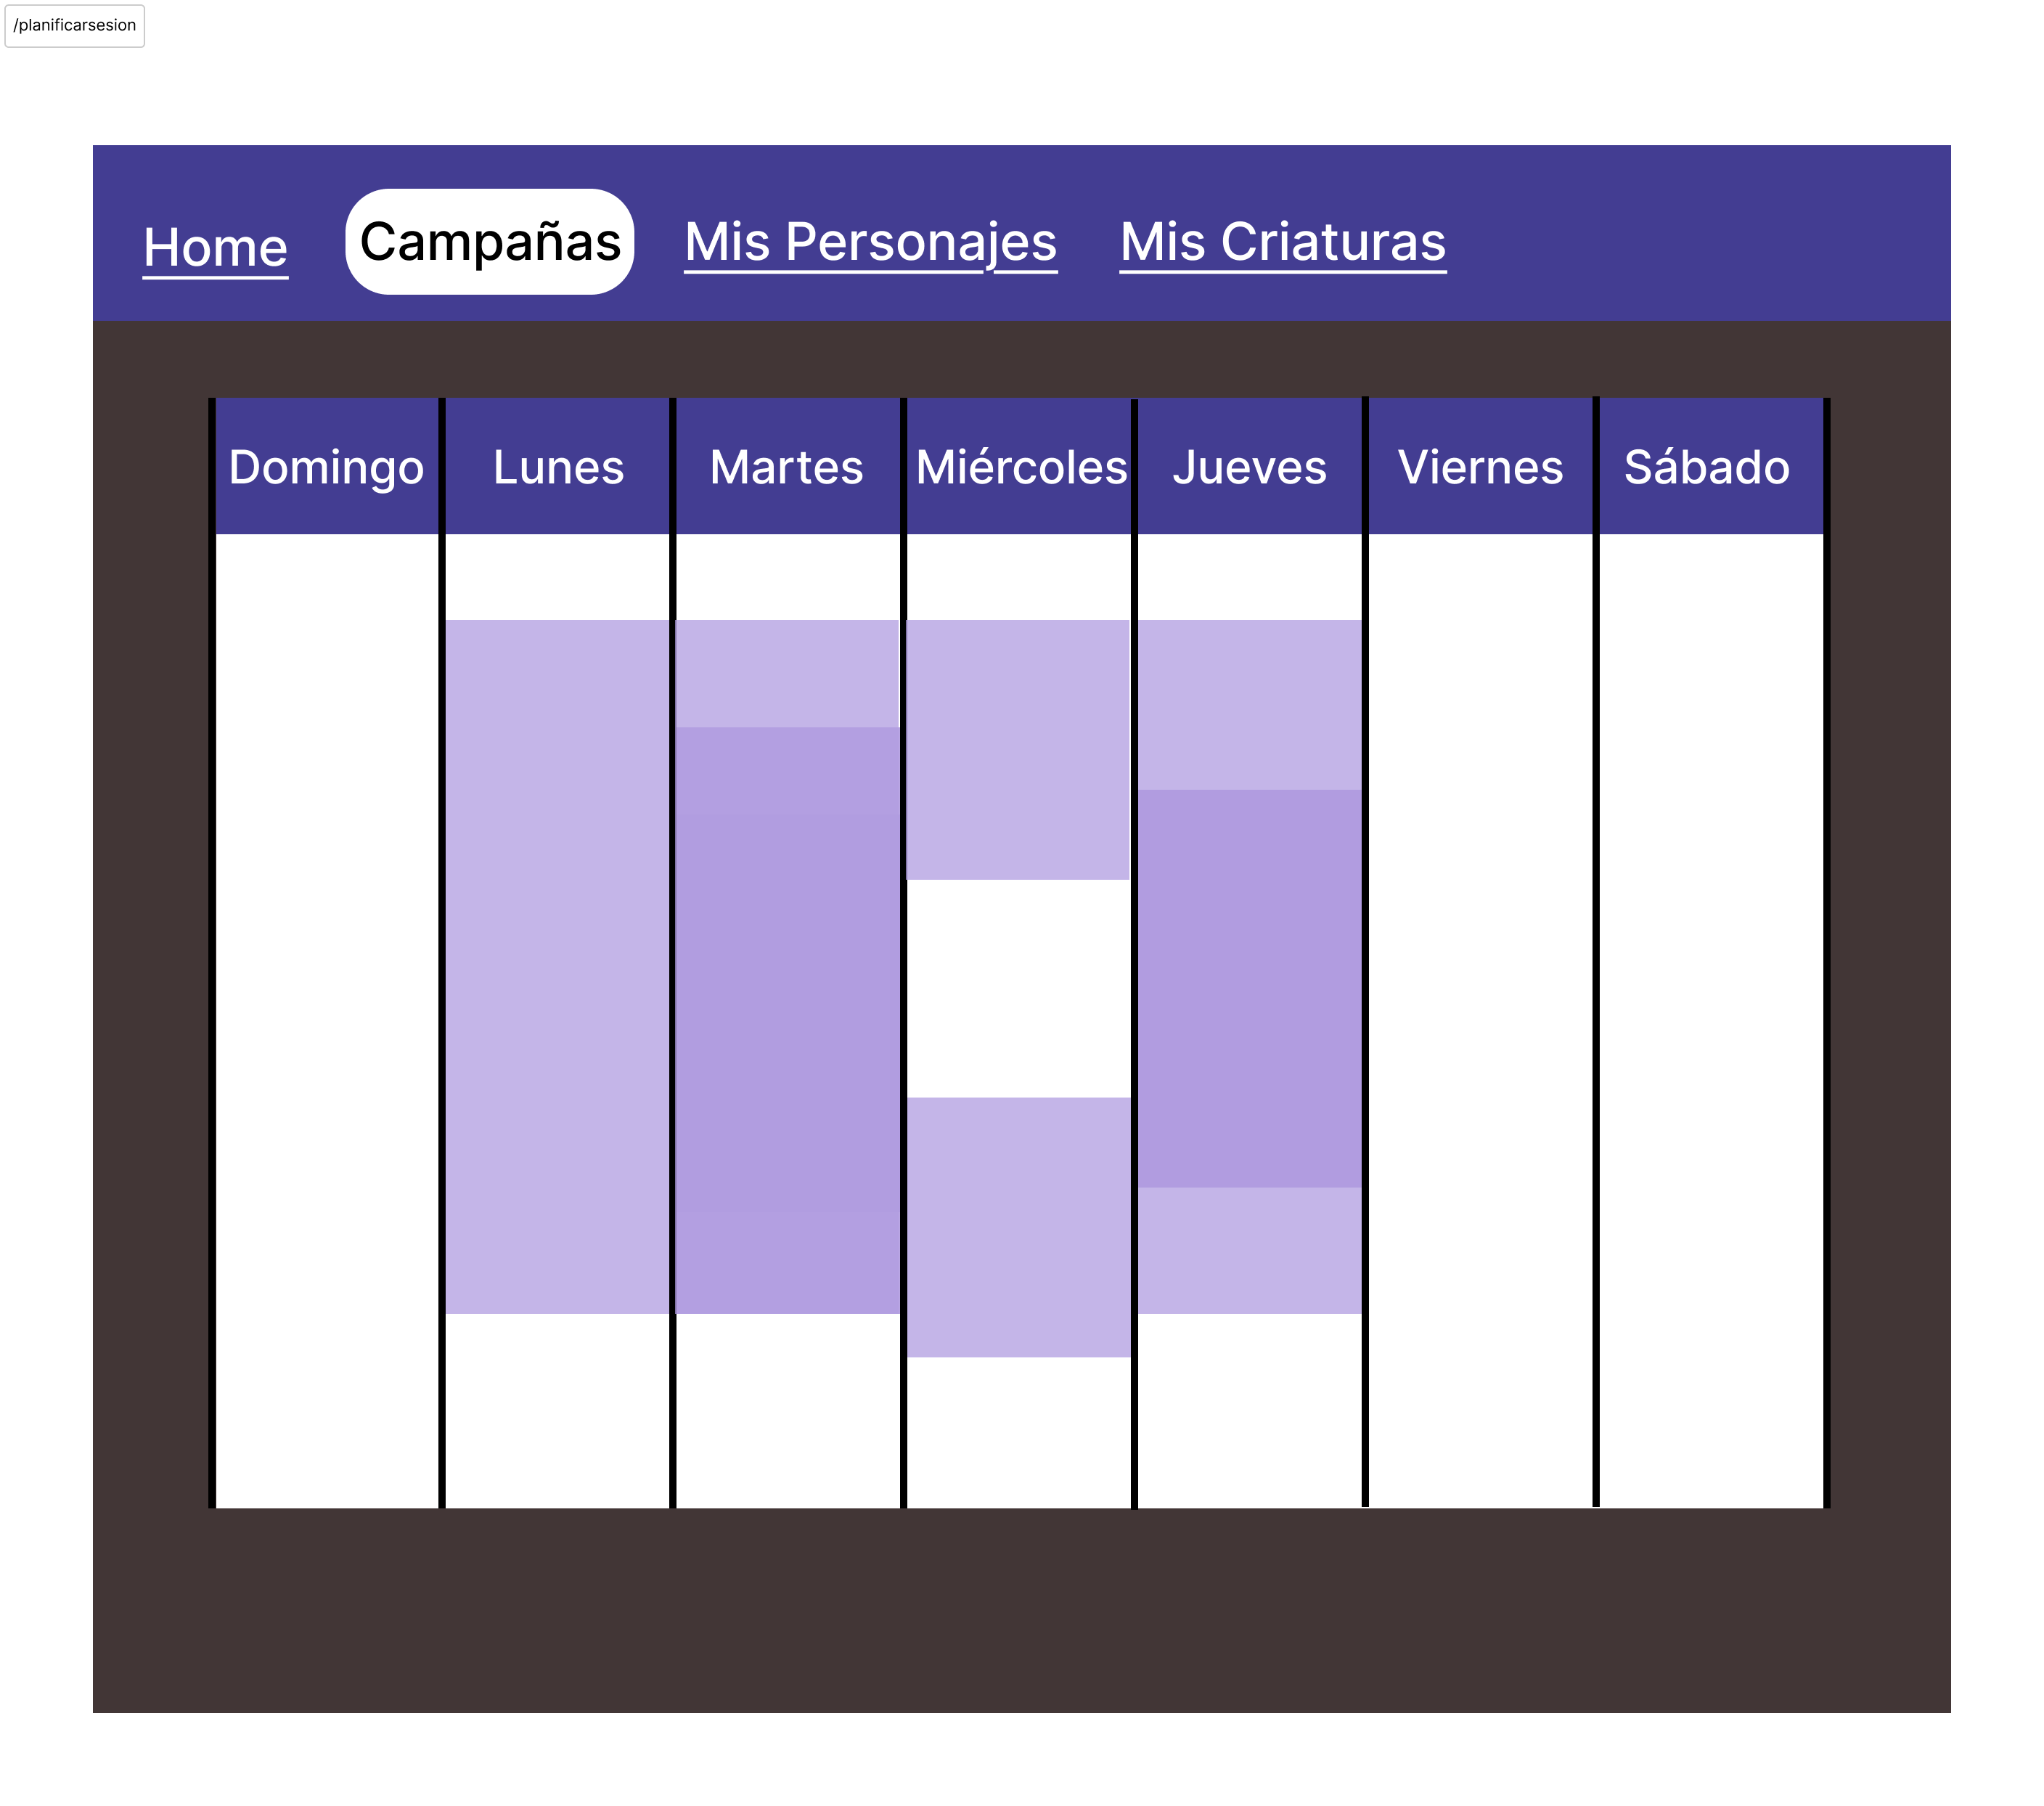 /planificarsesion
Home Campañas Mis Personajes Mis Criaturas
Domingo Lunes Martes Miércoles Jueves Viernes Sábado